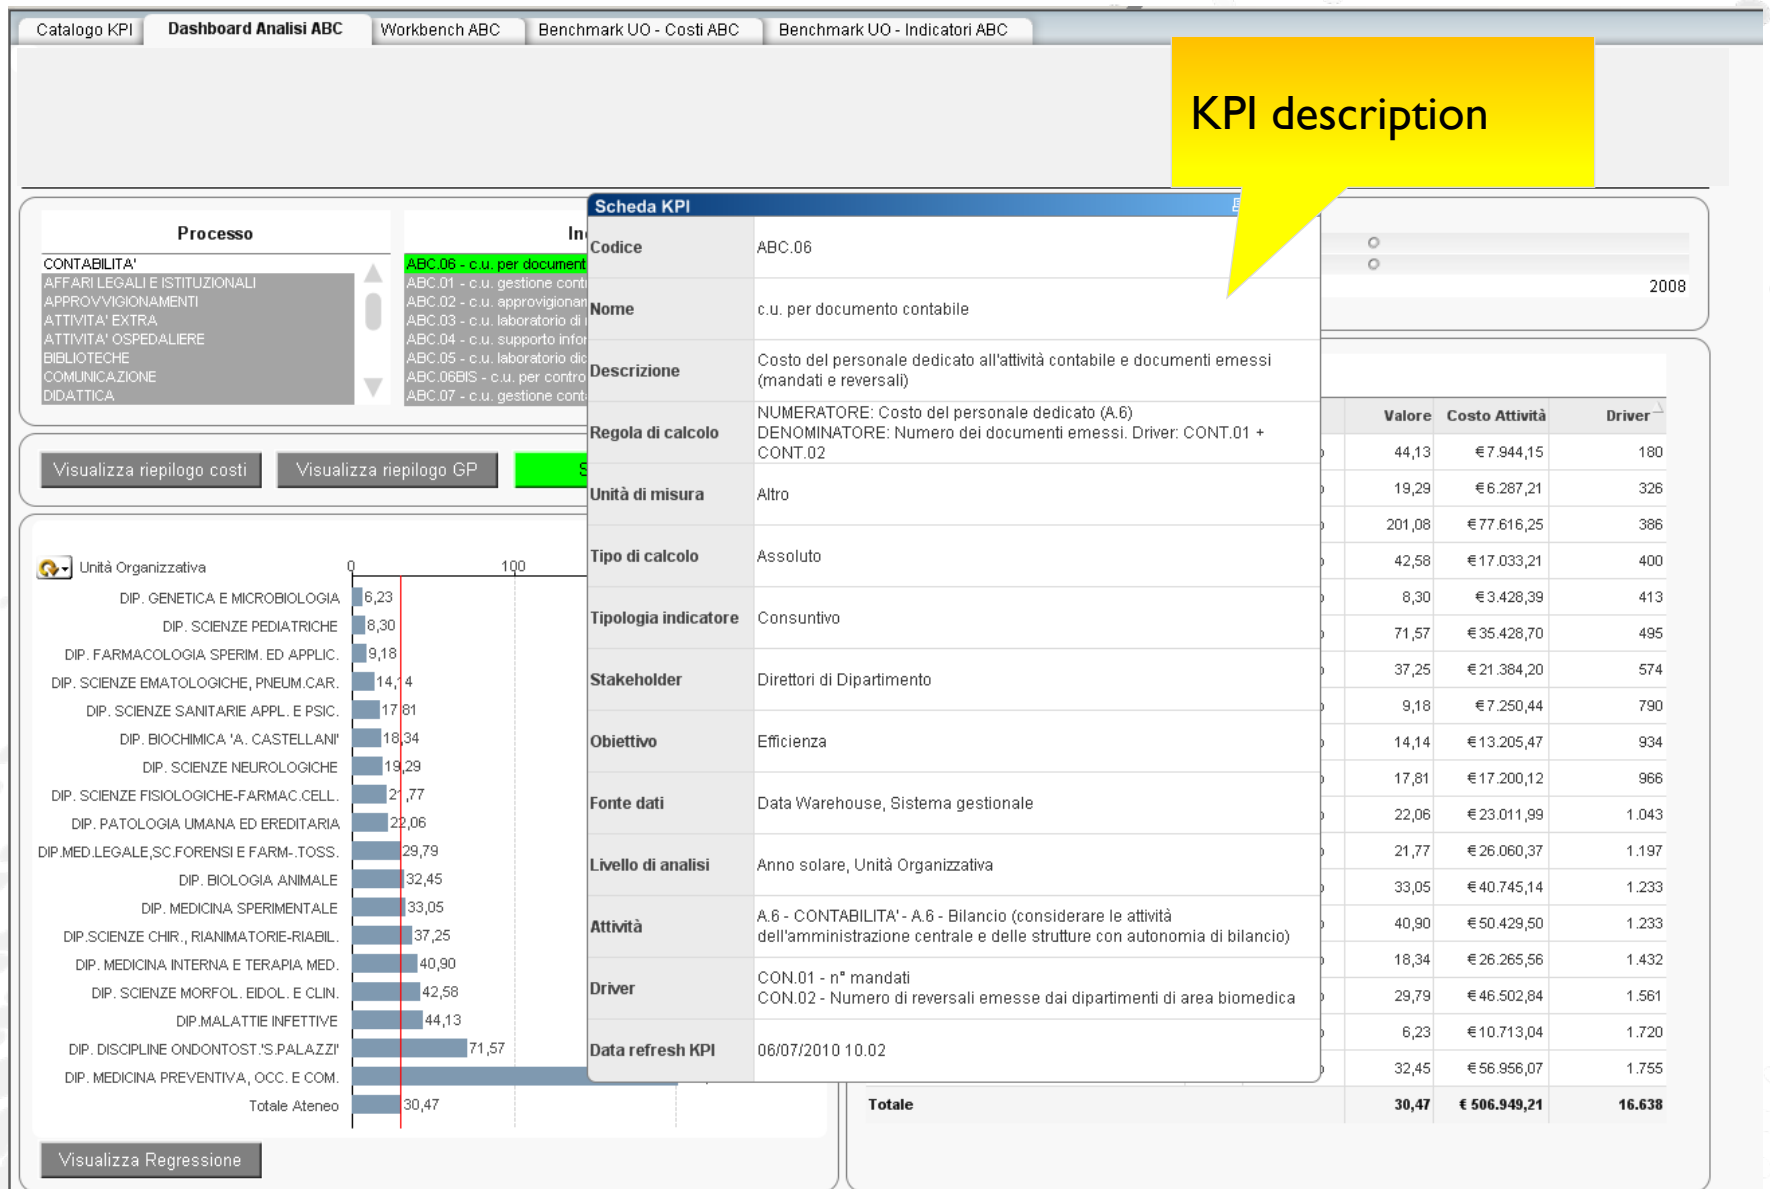 Catalogo KPI
Dashboard Analisi ABC
Workbench ABC
Benchmark UO - Costi ABC
Benchmark UO - Indicatori ABC
KPI description
Processo
CONTABILITA'
AFFARI LEGALI E ISTITUZIONALI
APPROVVIGIONAMENTI
ATTIVITA' EXTRA
ATTIVITA' OSPEDALIERE
BIBLIOTECHE
COMUNICAZIONE
DIDATTICA
ABC.06 - c.u. per document
ABC.01 - c.u. gestione cont
ABC.02 - c.u. approvigionam
ABC.03 - c.u. laboratorio di
ABC.04 - c.u. supporto infor
ABC.05 - c.u. laboratorio dic
ABC.06BIS - c.u. per contro
ABC.07 - c.u. gestione cont
2008
Visualizza riepilogo costi
Visualizza riepilogo GP
Scheda KPI
Codice ABC.06
Nome c.u. per documento contabile
Descrizione Costo del personale dedicato all'attività contabile e documenti emessi
(mandati e reversali)
Regola di calcolo NUMERATORE: Costo del personale dedicato (A.6)
DENOMINATORE: Numero dei documenti emessi. Driver: CONT.01 +
CONT.02
Unità di misura Altro
Tipo di calcolo Assoluto
Tipologia indicatore Consuntivo
Stakeholder Direttori di Dipartimento
Obiettivo Efficienza
Fonte dati Data Warehouse, Sistema gestionale
Livello di analisi Anno solare, Unità Organizzativa
Attività A.6 - CONTABILITA' - A.6 - Bilancio (considerare le attività
dell'amministrazione centrale e delle strutture con autonomia di bilancio)
Driver CON.01 - n° mandati
CON.02 - Numero di reversali emesse dai dipartimenti di area biomedica
Data refresh KPI 06/07/2010 10.02
Unità Organizzativa
0 100
DIP. GENETICA E MICROBIOLOGIA 6,23
DIP. SCIENZE PEDIATRICHE 8,30
DIP. FARMACOLOGIA SPERIM. ED APPLIC. 9,18
DIP. SCIENZE EMATOLOGICHE, PNEUM.CAR. 14,14
DIP. SCIENZE SANITARIE APPL. E PSIC. 17,81
DIP. BIOCHIMICA 'A. CASTELLANI' 18,34
DIP. SCIENZE NEUROLOGICHE 19,29
DIP. SCIENZE FISIOLOGICHE-FARMAC.CELL. 21,77
DIP. PATOLOGIA UMANA ED EREDITARIA 22,06
DIP.MED.LEGALE,SC.FORENSI E FARM-.TOSS. 29,79
DIP. BIOLOGIA ANIMALE 32,45
DIP. MEDICINA SPERIMENTALE 33,05
DIP.SCIENZE CHIR., RIANIMATORIE-RIABIL. 37,25
DIP. MEDICINA INTERNA E TERAPIA MED. 40,90
DIP. SCIENZE MORFOL. EIDOL. E CLIN. 42,58
DIP.MALATTIE INFETTIVE 44,13
DIP. DISCIPLINE ONDONTOST.'S.PALAZZI' 71,57
DIP. MEDICINA PREVENTIVA, OCC. E COM.
Totale Ateneo 30,47
Visualizza Regressione
Valore Costo Attività Driver
44,13 € 7.944,15 180
19,29 € 6.287,21 326
201,08 € 77.616,25 386
42,58 € 17.033,21 400
8,30 € 3.428,39 413
71,57 € 35.428,70 495
37,25 € 21.384,20 574
9,18 € 7.250,44 790
14,14 € 13.205,47 934
17,81 € 17.200,12 966
22,06 € 23.011,99 1.043
21,77 € 26.060,37 1.197
33,05 € 40.745,14 1.233
40,90 € 50.429,50 1.233
18,34 € 26.265,56 1.432
29,79 € 46.502,84 1.561
6,23 € 10.713,04 1.720
32,45 € 56.956,07 1.755
Totale 30,47 € 506.949,21 16.638